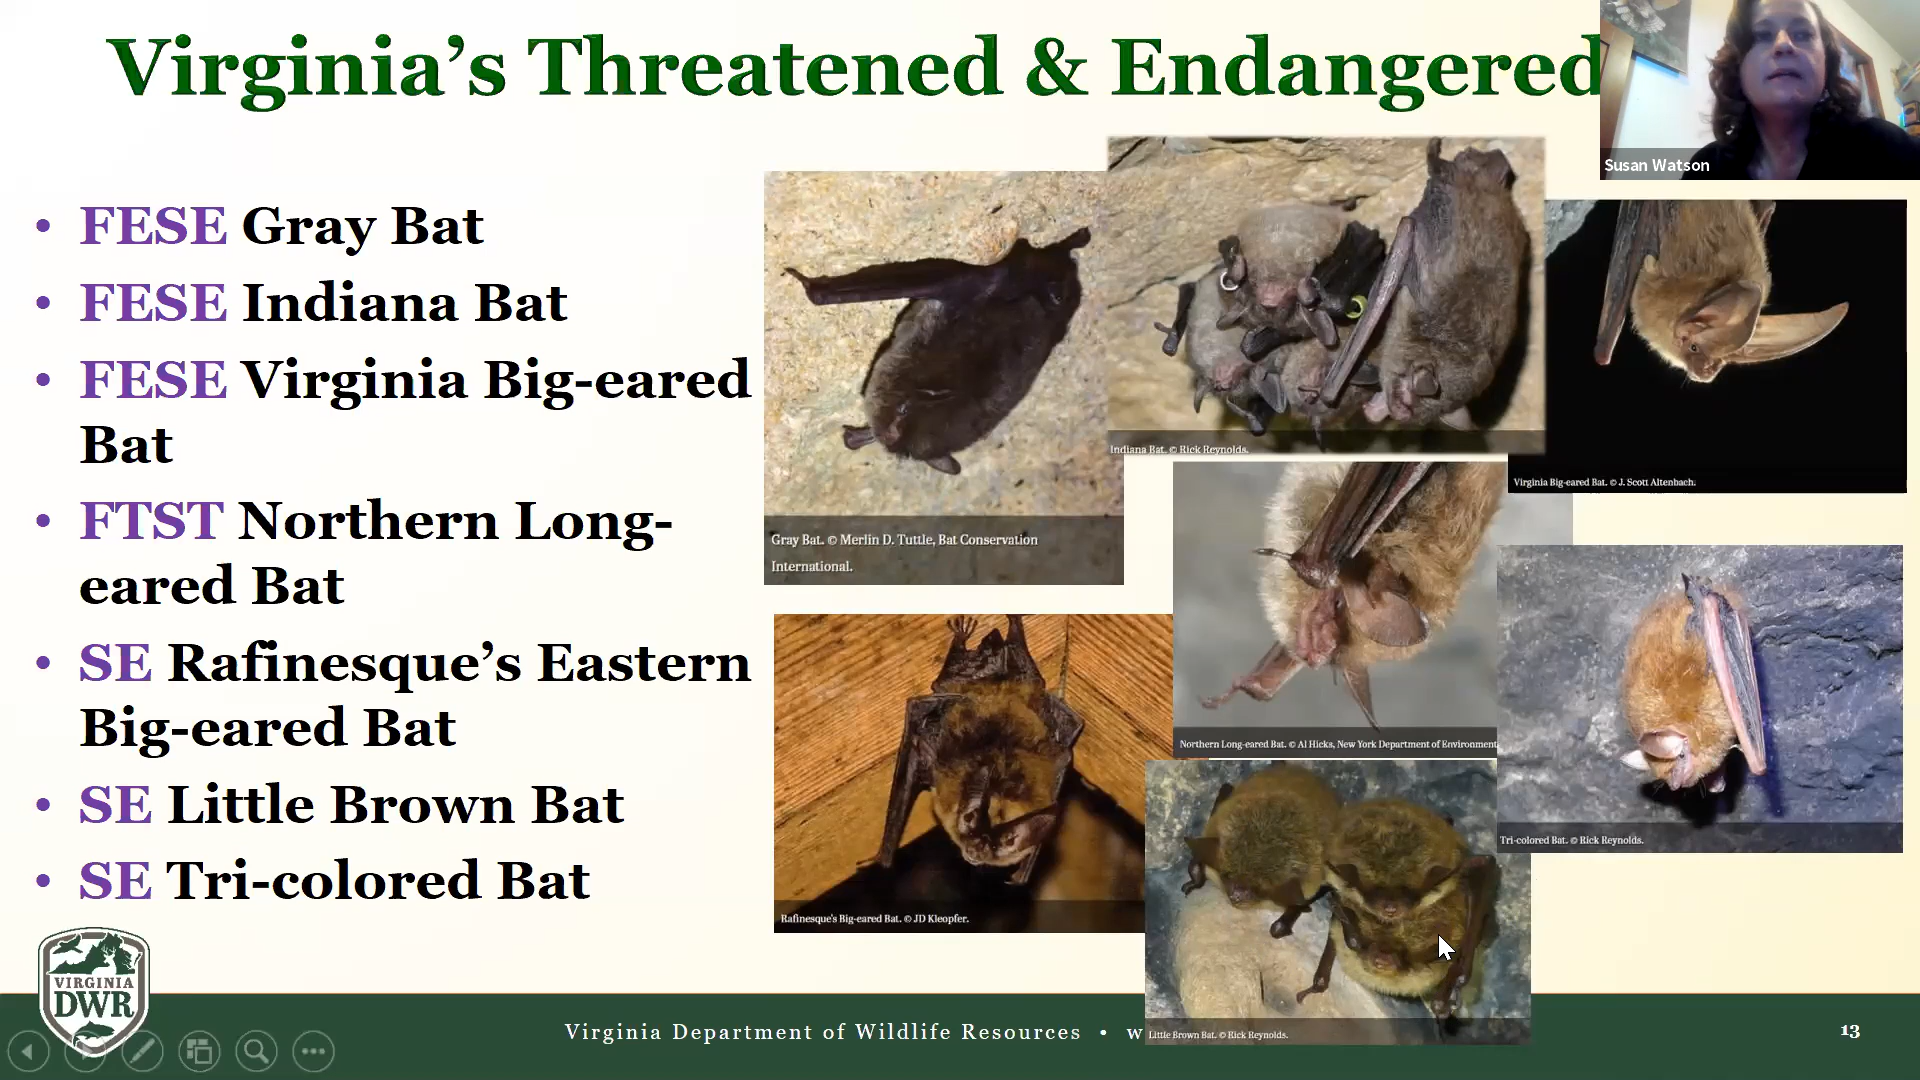 Virginia's Threatened & Endangered
Susan Watson
• FESE Gray Bat
• FESE Indiana Bat
• FESE Virginia Big-eared
Bat
• FTST Northern Long-
eared Bat
• SE Rafinesque's Eastern
Big-eared Bat
• SE Little Brown Bat
• SE Tri-colored Bat
Indiana Bat. © Rick Reynolds.
Virginia Big-eared Bat. © J. Scott Altenbach.
Gray Bat. © Merlin D. Tuttle, Bat Conservation
International.
Northern Long-eared Bat. © Al Hicks, New York Department of Environment
Tri-colored Bat. © Rick Reynolds.
Rafinesque's Big-eared Bat. © JD Kleopfer.
Little Brown Bat. © Rick Reynolds.
VIRGINIA
DWR
Virginia Department of Wildlife Resources • w
13